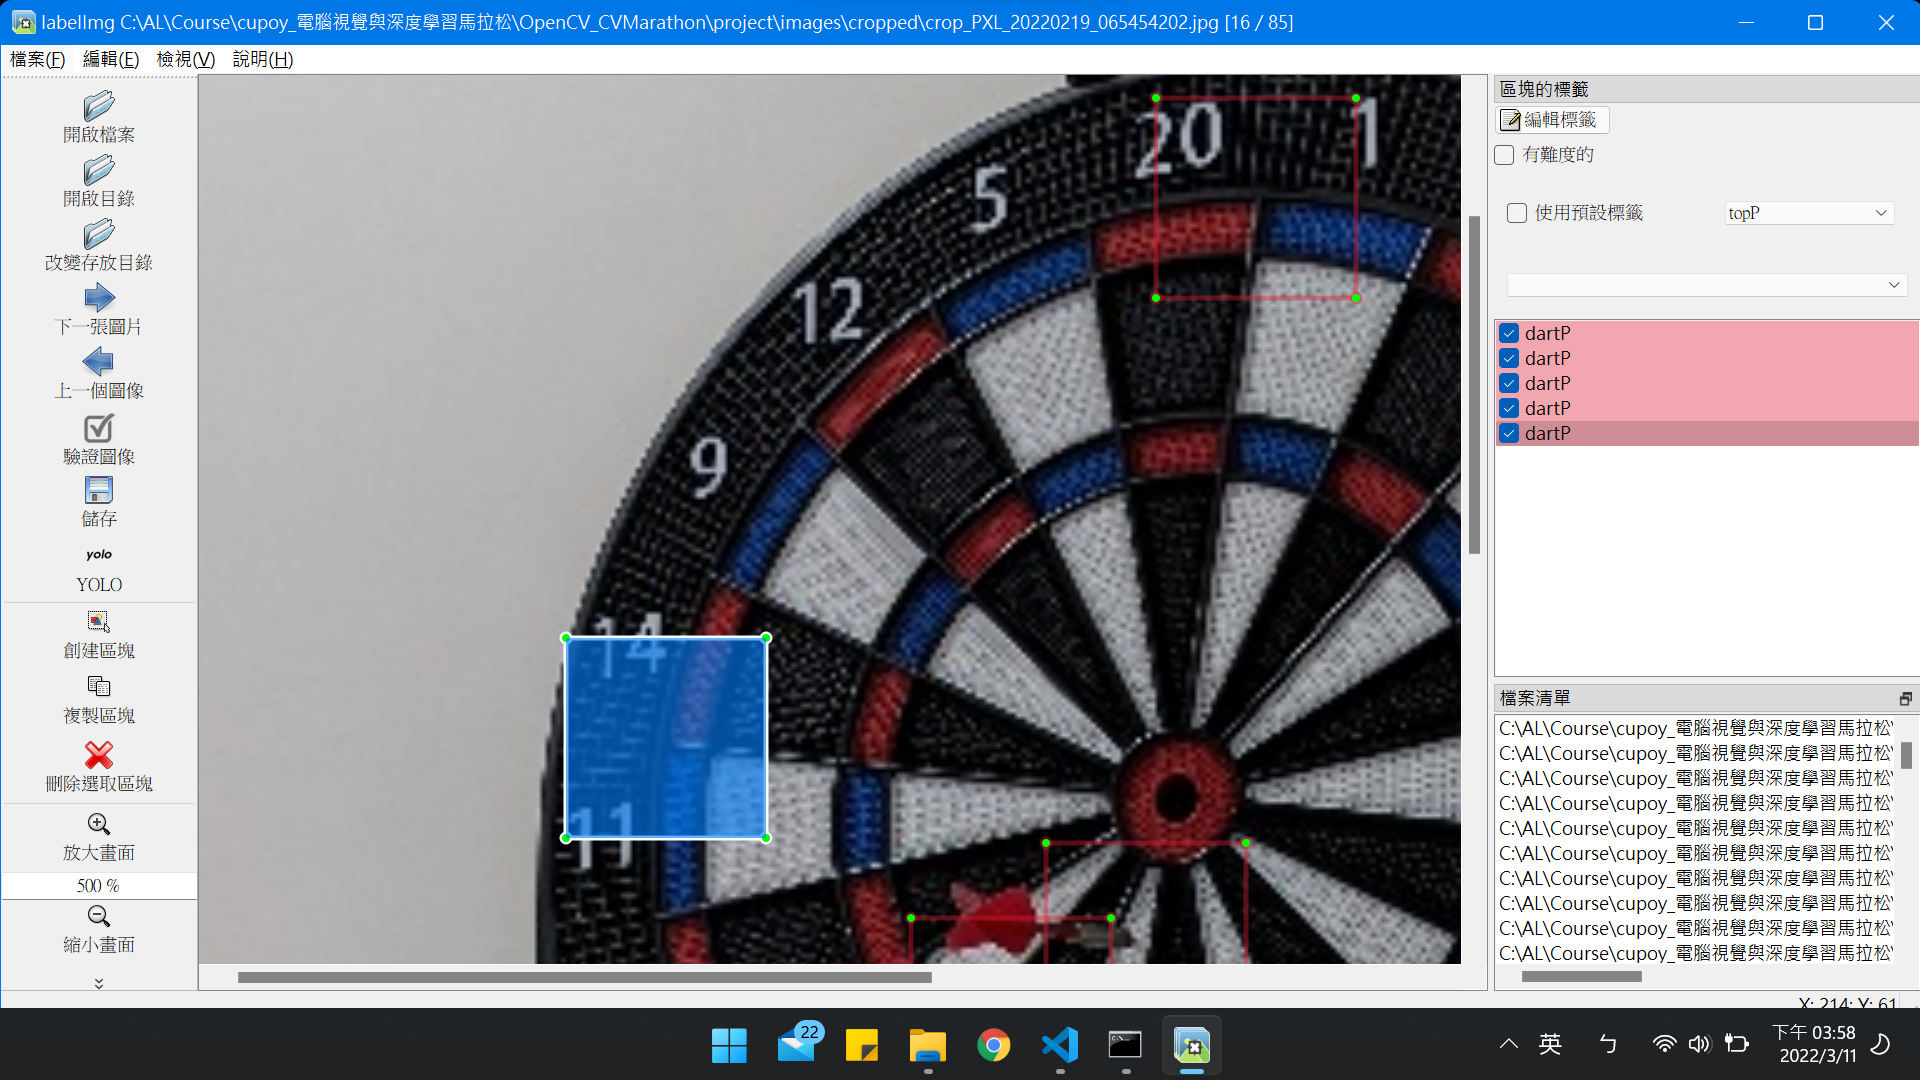 labelImg C:\AL\Course\cupoy_電腦視覺與深度學習馬拉松\OpenCV_CVMarathon\project\images\cropped\crop_PXL_20220219_065454202.jpg [16 / 85]
檔案(F) 編輯(E) 檢視(V) 說明(H)
開啟檔案
開啟目錄
改變存放目錄
下一張圖片
上一個圖像
驗證圖像
儲存
yolo
YOLO
創建區塊
複製區塊
刪除選取區塊
放大畫面
500 %
縮小畫面
20
1
5
12
9
14
11
區塊的標籤
編輯標籤
有難度的
使用預設標籤
topP
dartP
dartP
dartP
dartP
dartP
檔案清單
C:\AL\Course\cupoy_電腦視覺與深度學習馬拉松\
C:\AL\Course\cupoy_電腦視覺與深度學習馬拉松\
C:\AL\Course\cupoy_電腦視覺與深度學習馬拉松\
C:\AL\Course\cupoy_電腦視覺與深度學習馬拉松\
C:\AL\Course\cupoy_電腦視覺與深度學習馬拉松\
C:\AL\Course\cupoy_電腦視覺與深度學習馬拉松\
C:\AL\Course\cupoy_電腦視覺與深度學習馬拉松\
C:\AL\Course\cupoy_電腦視覺與深度學習馬拉松\
C:\AL\Course\cupoy_電腦視覺與深度學習馬拉松\
C:\AL\Course\cupoy_電腦視覺與深度學習馬拉松\
X: 214; Y: 61
22
英
ㄅ
下午 03:58
2022/3/11